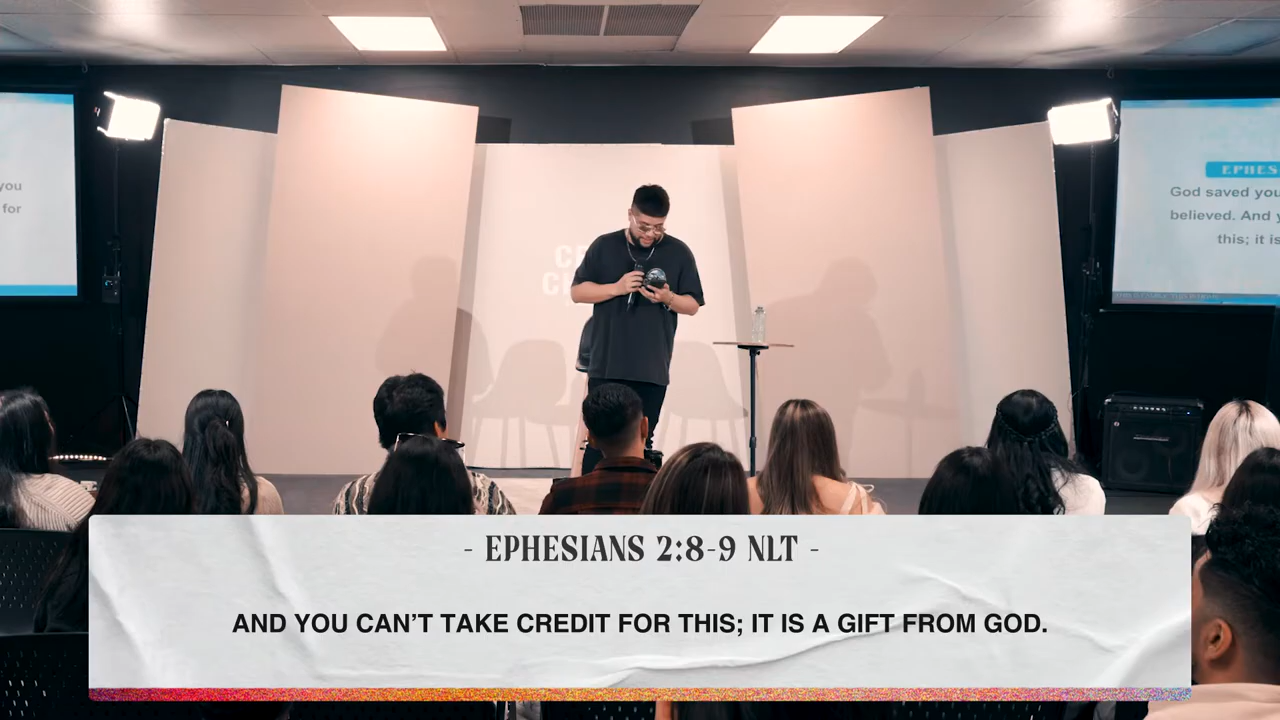 you
for
EPHES
God saved you
believed. And y
this; it is
- EPHESIANS 2:8-9 NLT -
AND YOU CAN’T TAKE CREDIT FOR THIS; IT IS A GIFT FROM GOD.